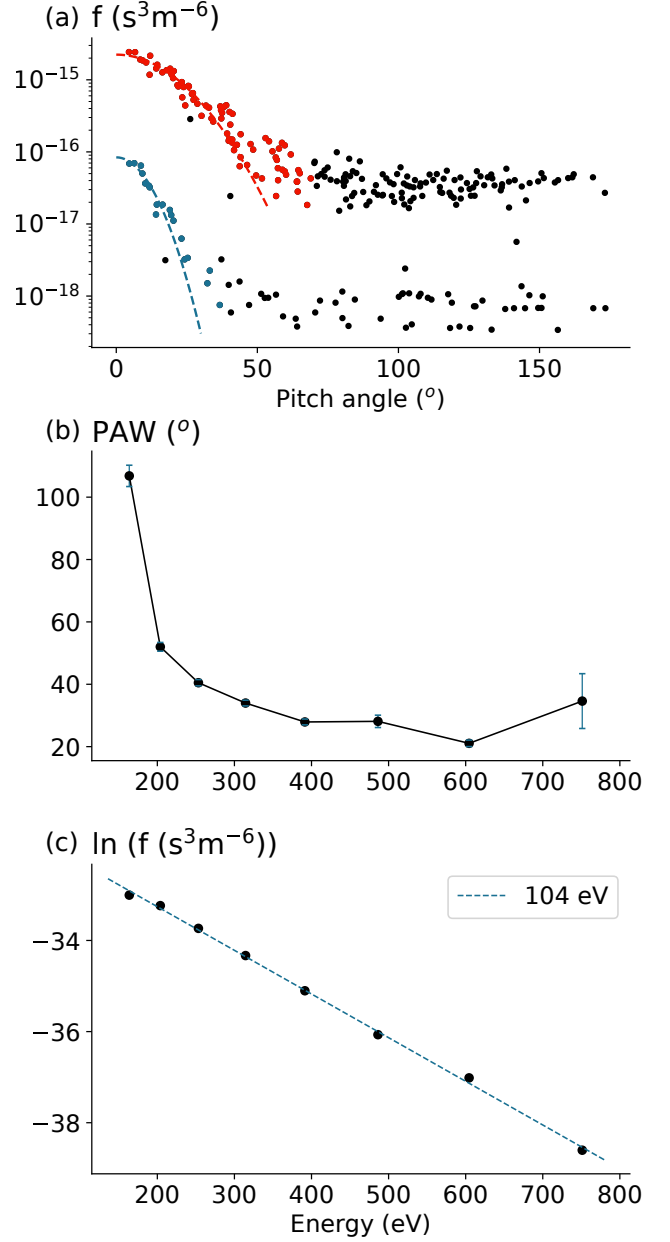 (a) f (s³m⁻⁶)
10⁻¹⁵
10⁻¹⁶
10⁻¹⁷
10⁻¹⁸
0 50 100 150
Pitch angle (ᵒ)
(b) PAW (ᵒ)
100
80
60
40
20
200 300 400 500 600 700 800
(c) ln (f (s³m⁻⁶))
104 eV
−34
−36
−38
200 300 400 500 600 700 800
Energy (eV)